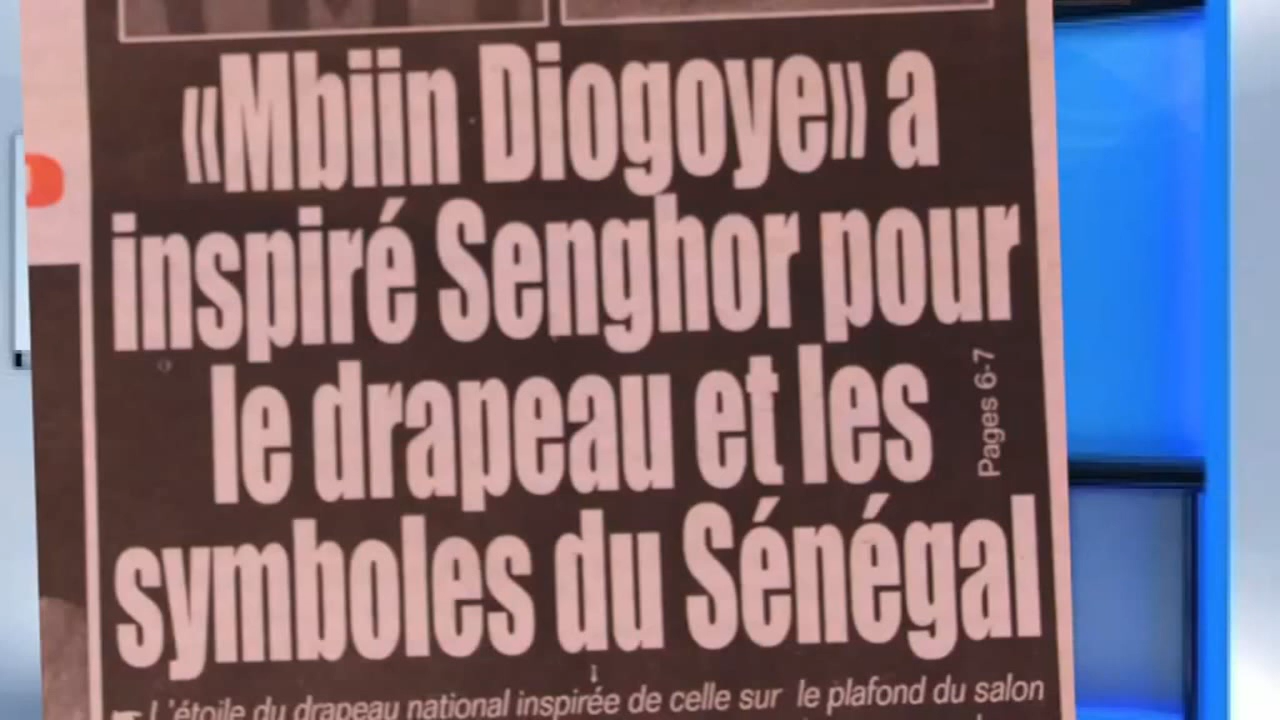 «Mbiin Diogoye» a
inspiré Senghor pour
le drapeau et les
symboles du Sénégal
Pages 6-7
L'étoile du drapeau national inspirée de celle sur le plafond du salon